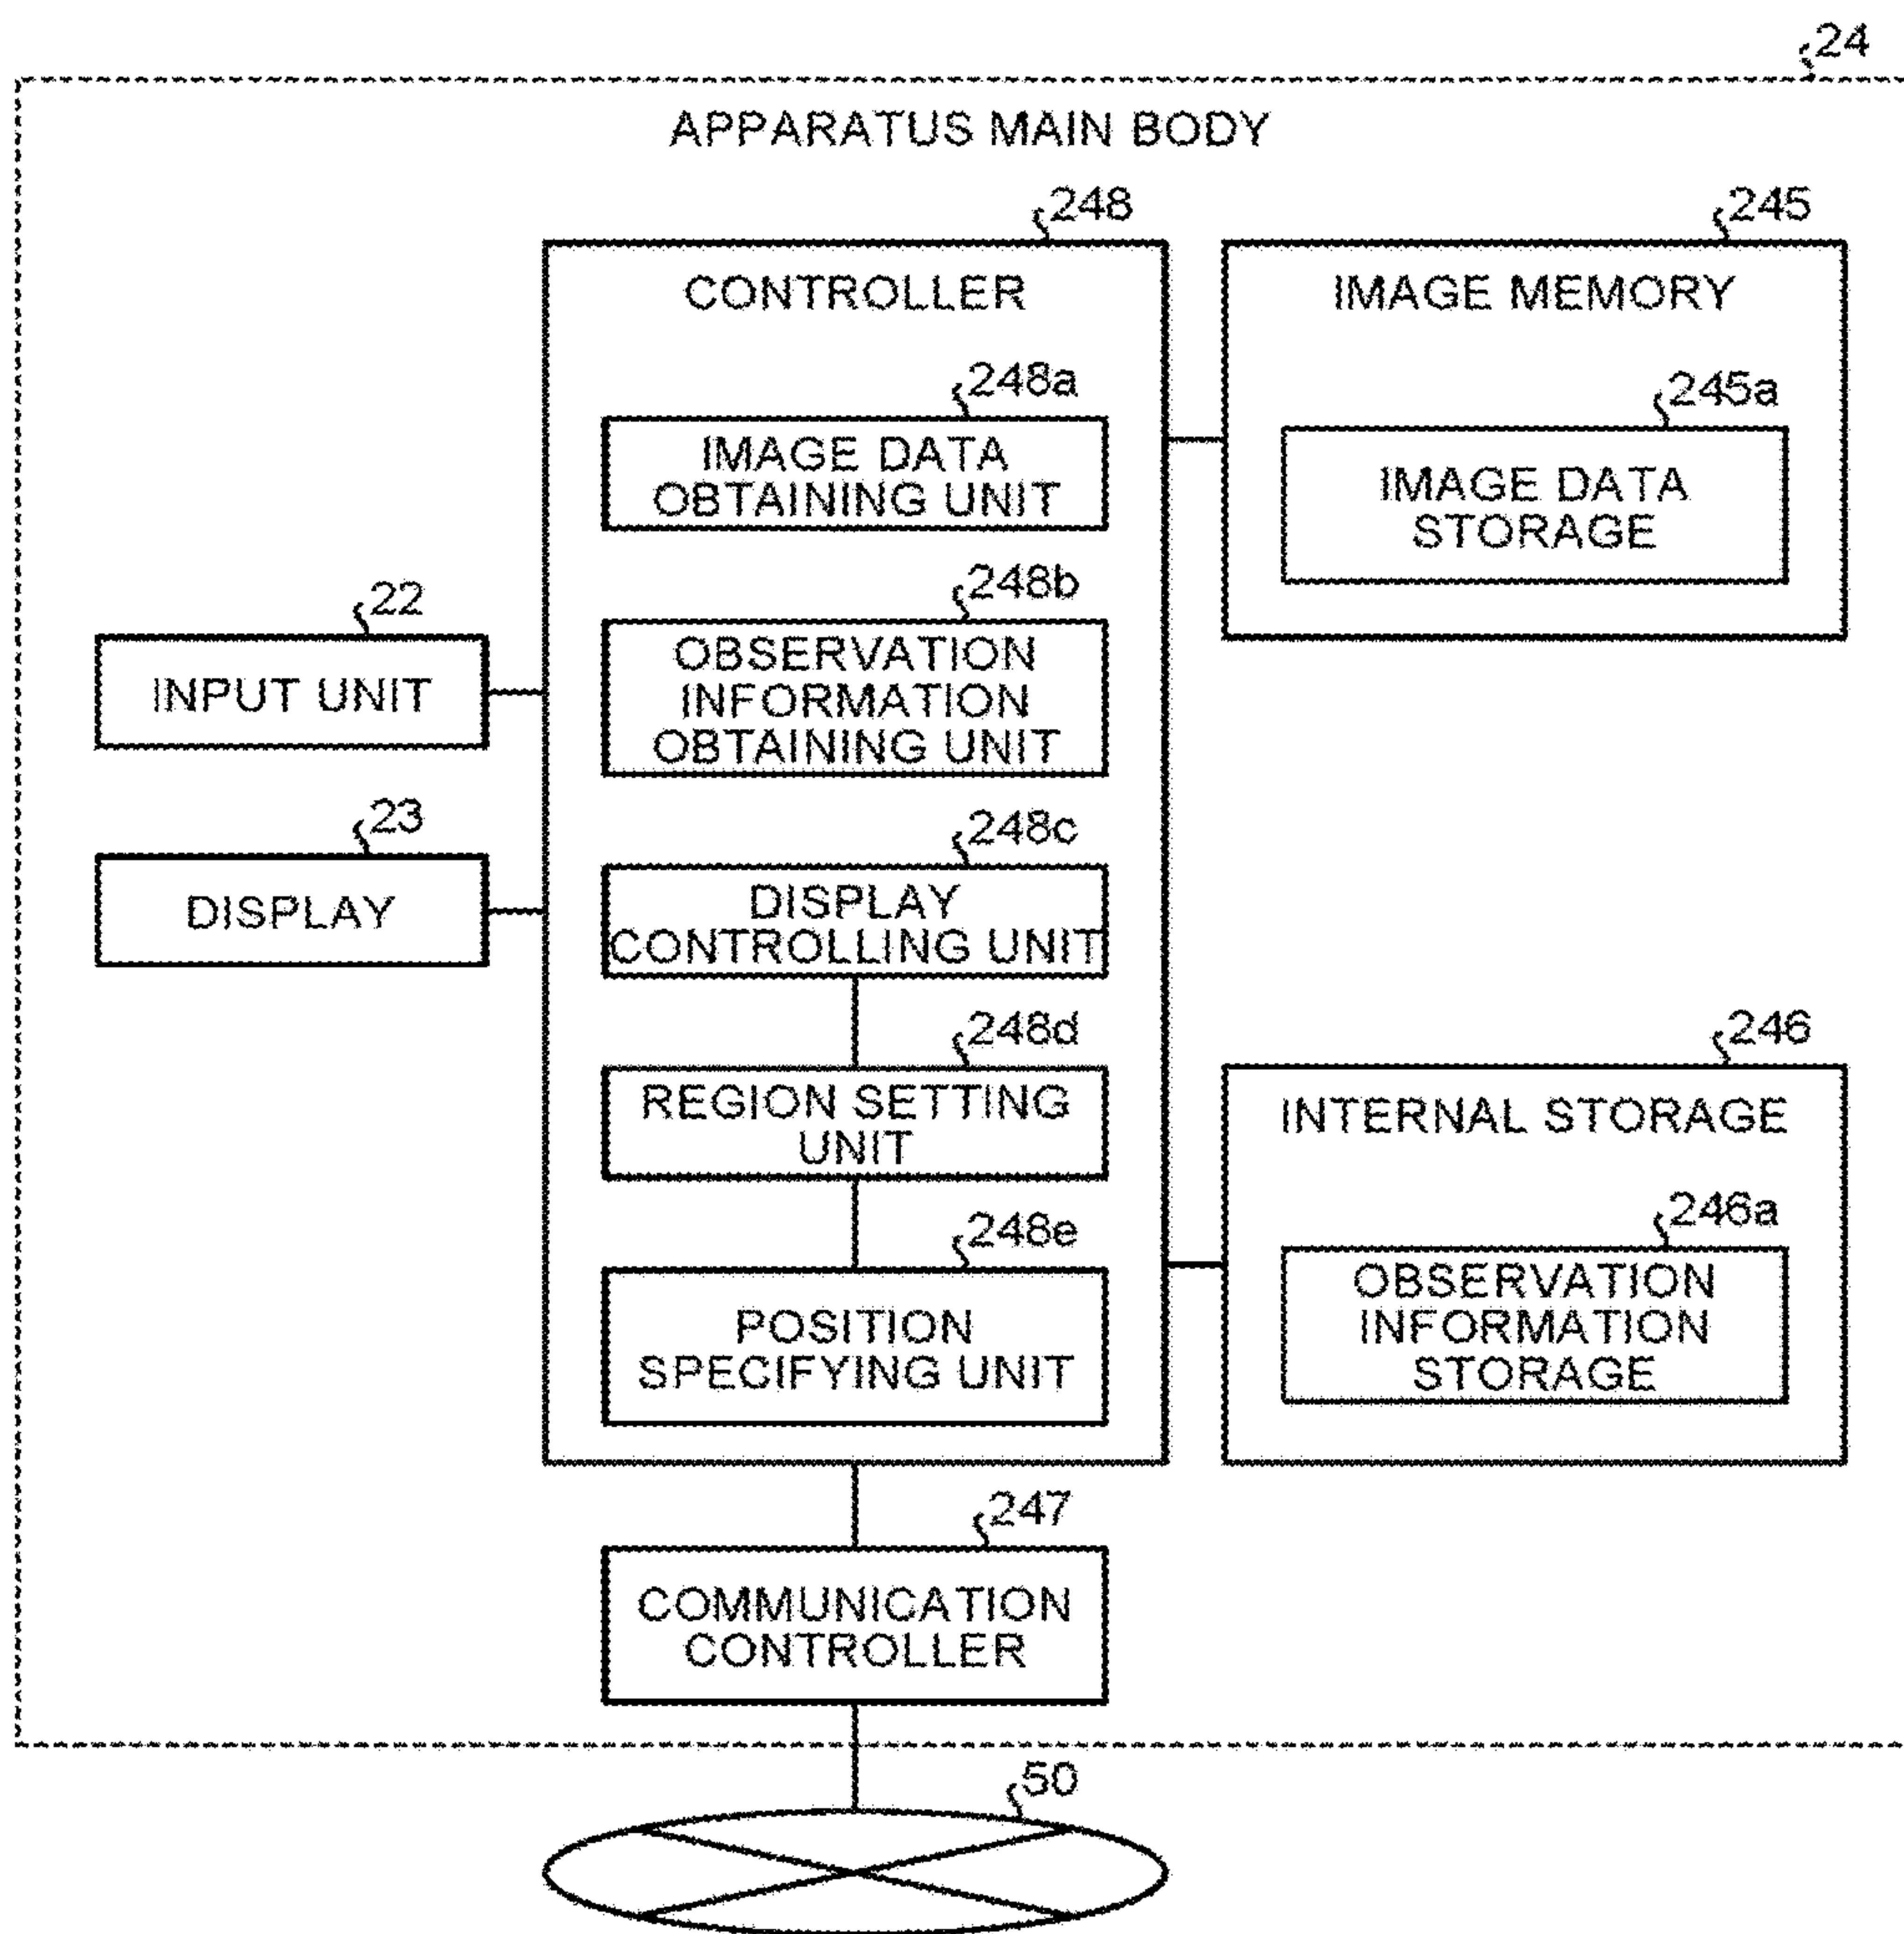 24
APPARATUS MAIN BODY
248
CONTROLLER
248a
IMAGE DATA
OBTAINING UNIT
248b
OBSERVATION
INFORMATION
OBTAINING UNIT
248c
DISPLAY
CONTROLLING UNIT
248d
REGION SETTING
UNIT
248e
POSITION
SPECIFYING UNIT
245
IMAGE MEMORY
245a
IMAGE DATA
STORAGE
22
INPUT UNIT
23
DISPLAY
246
INTERNAL STORAGE
246a
OBSERVATION
INFORMATION
STORAGE
247
COMMUNICATION
CONTROLLER
50